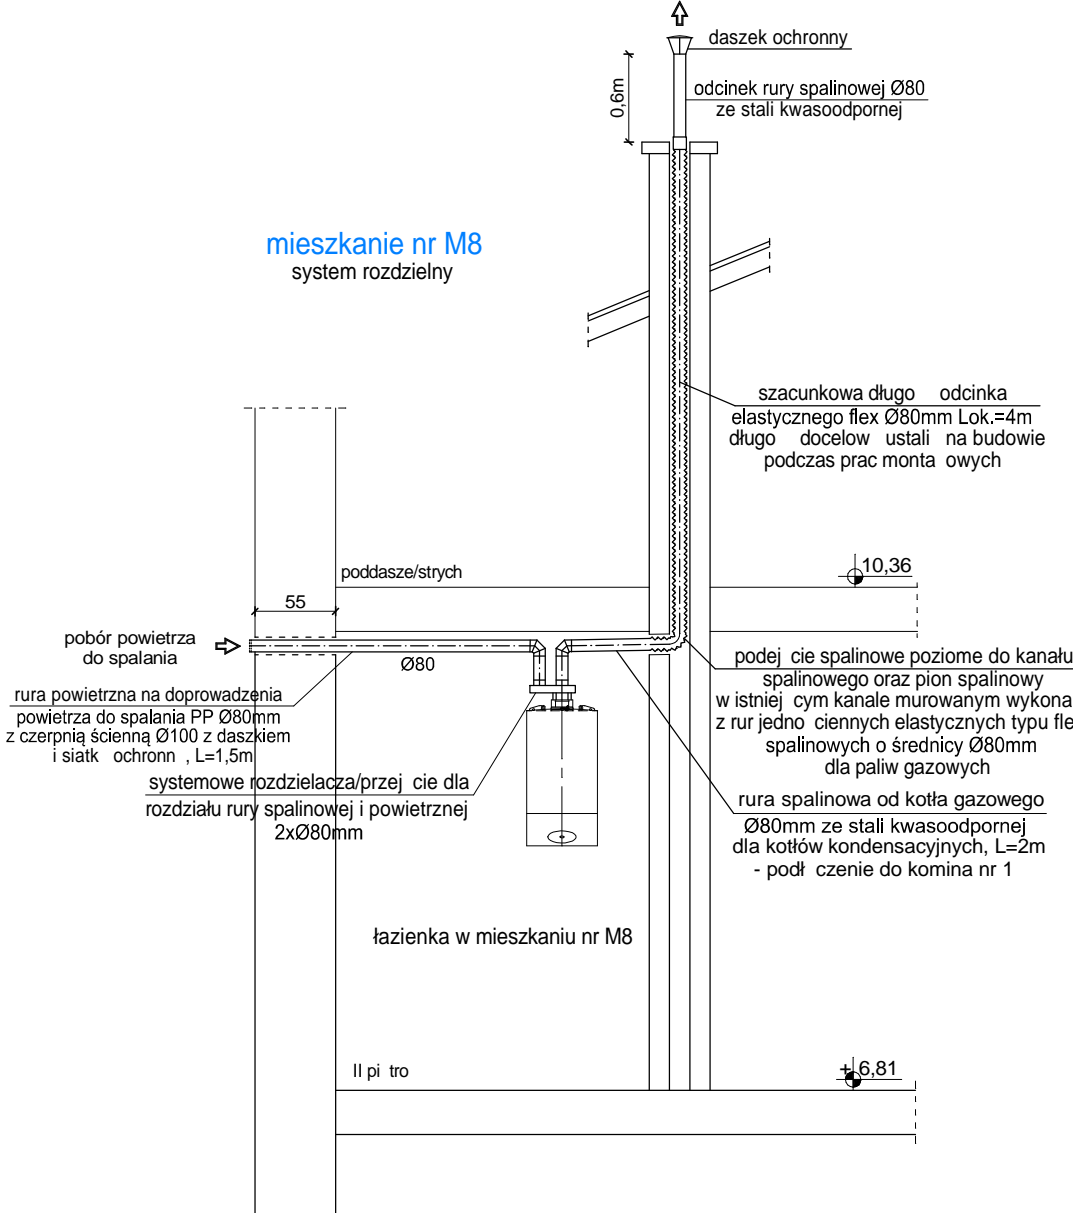 daszek ochronny
0,6m
odcinek rury spalinowej Ø80
ze stali kwasoodpornej
mieszkanie nr M8
system rozdzielny
szacunkowa długo odcinka
elastycznego flex Ø80mm Lok.=4m
długo docelow ustali na budowie
podczas prac monta owych
poddasze/strych
10,36
55
pobór powietrza
do spalania
Ø80
rura powietrzna na doprowadzenia
powietrza do spalania PP Ø80mm
z czerpnią ścienną Ø100 z daszkiem
i siatk ochronn , L=1,5m
podej cie spalinowe poziome do kanału
spalinowego oraz pion spalinowy
w istniej cym kanale murowanym wykona
z rur jedno ciennych elastycznych typu fle
spalinowych o średnicy Ø80mm
dla paliw gazowych
systemowe rozdzielacza/przej cie dla
rozdziału rury spalinowej i powietrznej
2xØ80mm
rura spalinowa od kotła gazowego
Ø80mm ze stali kwasoodpornej
dla kotłów kondensacyjnych, L=2m
- podł czenie do komina nr 1
łazienka w mieszkaniu nr M8
II pi tro
+ 6,81